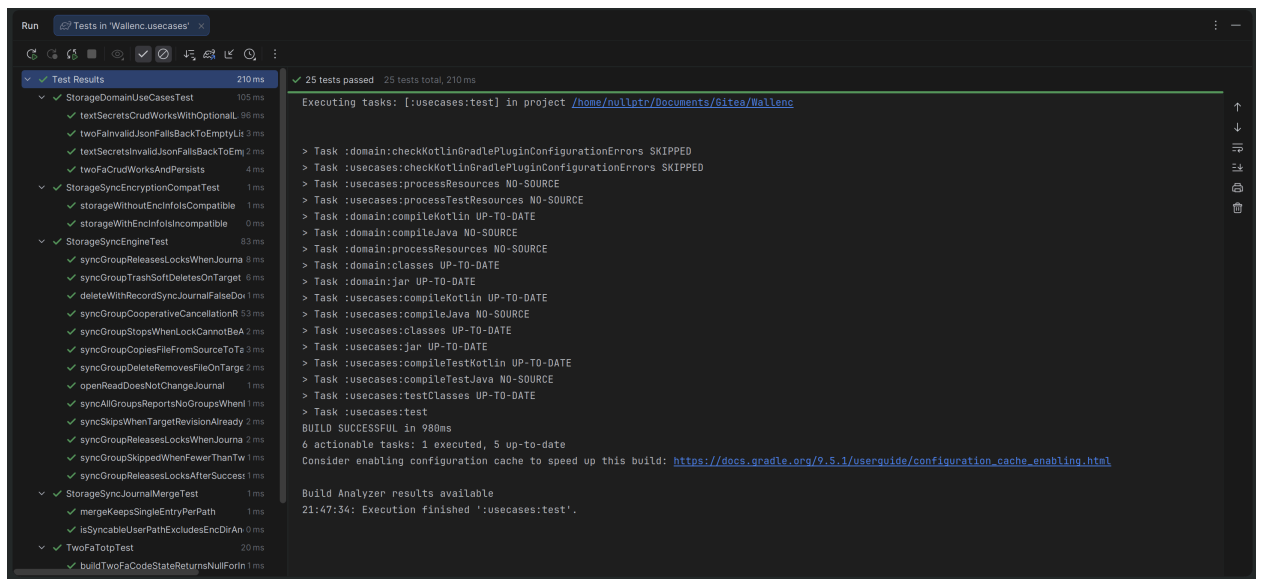 Run Tests in 'Wallenc.usecases'
Test Results 210 ms
StorageDomainUseCasesTest 105 ms
textSecretsCrudWorksWithOptionalL 96 ms
twoFaInvalidJsonFallsBackToEmptyLis 3 ms
textSecretsInvalidJsonFallsBackToEm 2 ms
twoFaCrudWorksAndPersists 4 ms
StorageSyncEncryptionCompatTest 1 ms
storageWithoutEncInfoIsCompatible 1 ms
storageWithEncInfoIsIncompatible 0 ms
StorageSyncEngineTest 83 ms
syncGroupReleasesLocksWhenJourna 8 ms
syncGroupTrashSoftDeletesOnTarget 6 ms
deleteWithRecordSyncJournalFalseDo 1 ms
syncGroupCooperativeCancellationR 53 ms
syncGroupStopsWhenLockCannotBeA 2 ms
syncGroupCopiesFileFromSourceToTa 3 ms
syncGroupDeleteRemovesFileOnTarge 2 ms
openReadDoesNotChangeJournal 1 ms
syncAllGroupsReportsNoGroupsWhen 1 ms
syncSkipsWhenTargetRevisionAlready 2 ms
syncGroupReleasesLocksWhenJourna 2 ms
syncGroupSkippedWhenFewerThanTw 1 ms
syncGroupReleasesLocksAfterSuccess 1 ms
StorageSyncJournalMergeTest 1 ms
mergeKeepsSingleEntryPerPath 1 ms
isSyncableUserPathExcludesEncDirAn 0 ms
TwoFaTotpTest 20 ms
buildTwoFaCodeStateReturnsNullForIn 1 ms
25 tests passed 25 tests total, 210 ms
Executing tasks: [:usecases:test] in project /home/nullptr/Documents/Gitea/Wallenc
> Task :domain:checkKotlinGradlePluginConfigurationErrors SKIPPED
> Task :usecases:checkKotlinGradlePluginConfigurationErrors SKIPPED
> Task :usecases:processResources NO-SOURCE
> Task :usecases:processTestResources NO-SOURCE
> Task :domain:compileKotlin UP-TO-DATE
> Task :domain:compileJava NO-SOURCE
> Task :domain:processResources NO-SOURCE
> Task :domain:classes UP-TO-DATE
> Task :domain:jar UP-TO-DATE
> Task :usecases:compileKotlin UP-TO-DATE
> Task :usecases:compileJava NO-SOURCE
> Task :usecases:classes UP-TO-DATE
> Task :usecases:jar UP-TO-DATE
> Task :usecases:compileTestKotlin UP-TO-DATE
> Task :usecases:compileTestJava NO-SOURCE
> Task :usecases:testClasses UP-TO-DATE
> Task :usecases:test
BUILD SUCCESSFUL in 980ms
6 actionable tasks: 1 executed, 5 up-to-date
Consider enabling configuration cache to speed up this build: https://docs.gradle.org/9.5.1/userguide/configuration_cache_enabling.html
Build Analyzer results available
21:47:34: Execution finished ':usecases:test'.